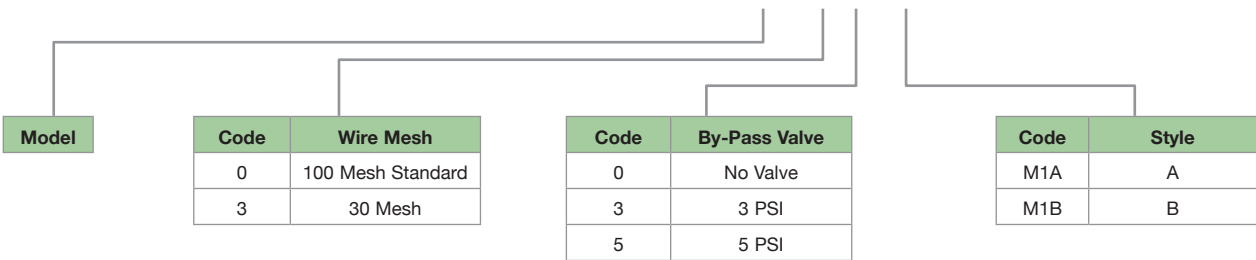 Model
Code Wire Mesh
0 100 Mesh Standard
3 30 Mesh
Code By-Pass Valve
0 No Valve
3 3 PSI
5 5 PSI
Code Style
M1A A
M1B B